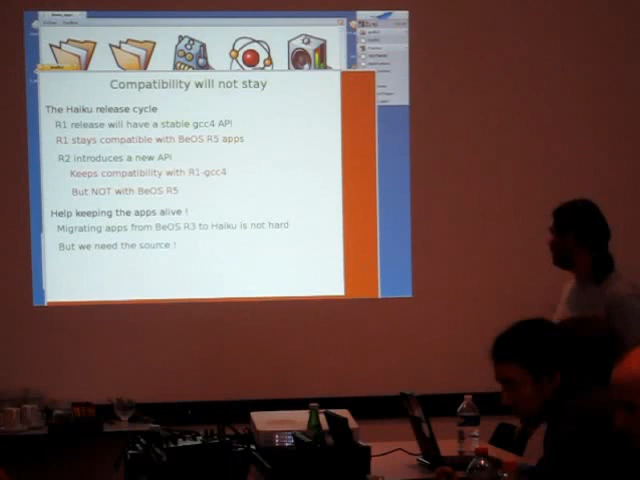 Compatibility will not stay
The Haiku release cycle
R1 release will have a stable gcc4 API
R1 stays compatible with BeOS R5 apps
R2 introduces a new API
Keeps compatibility with R1-gcc4
But NOT with BeOS R5
Help keeping the apps alive !
Migrating apps from BeOS R3 to Haiku is not hard
But we need the source !